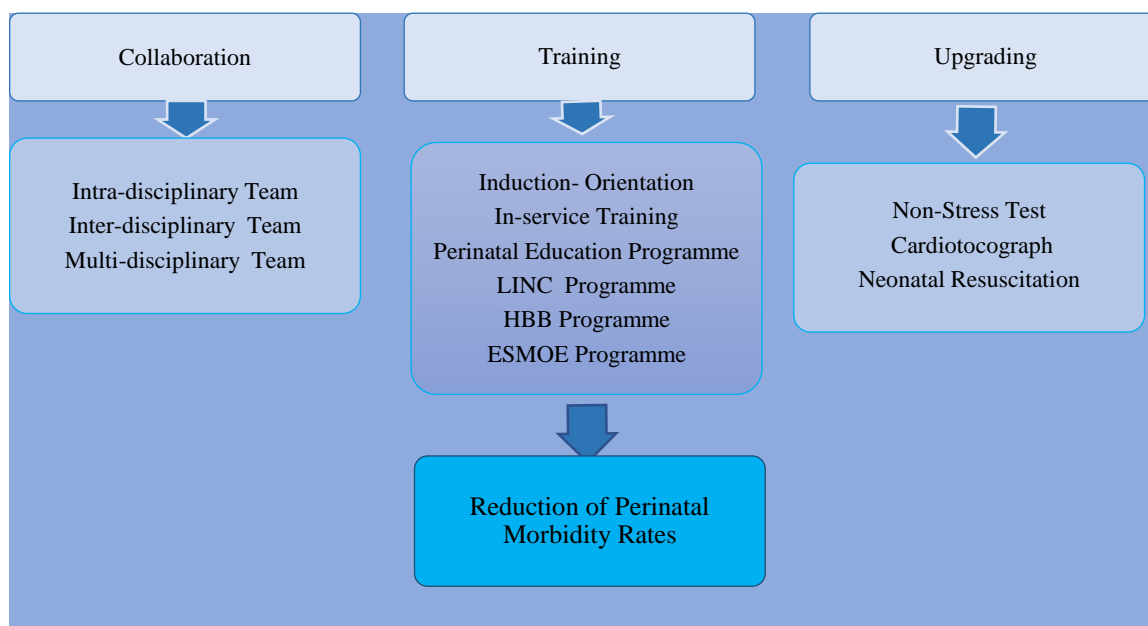 Collaboration
Intra-disciplinary Team
Inter-disciplinary Team
Multi-disciplinary Team
Training
Induction- Orientation
In-service Training
Perinatal Education Programme
LINC Programme
HBB Programme
ESMOE Programme
Reduction of Perinatal
Morbidity Rates
Upgrading
Non-Stress Test
Cardiotocograph
Neonatal Resuscitation